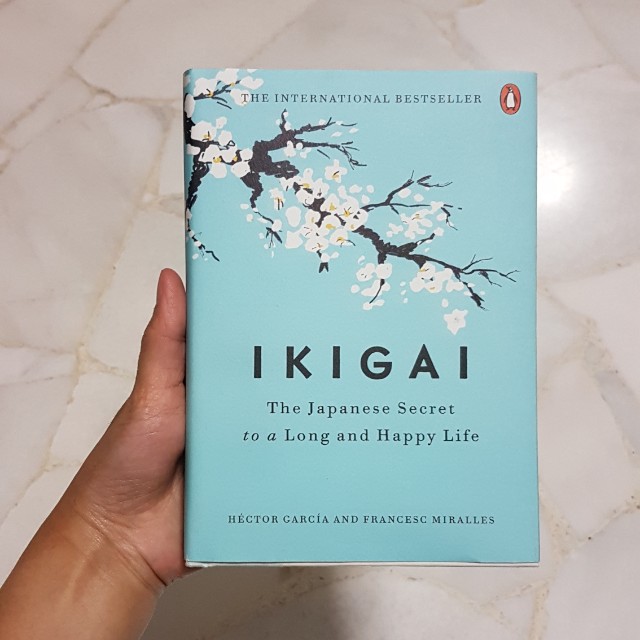 THE INTERNATIONAL BESTSELLER
IKIGAI
The Japanese Secret
to a Long and Happy Life
HÉCTOR GARCÍA AND FRANCESC MIRALLES